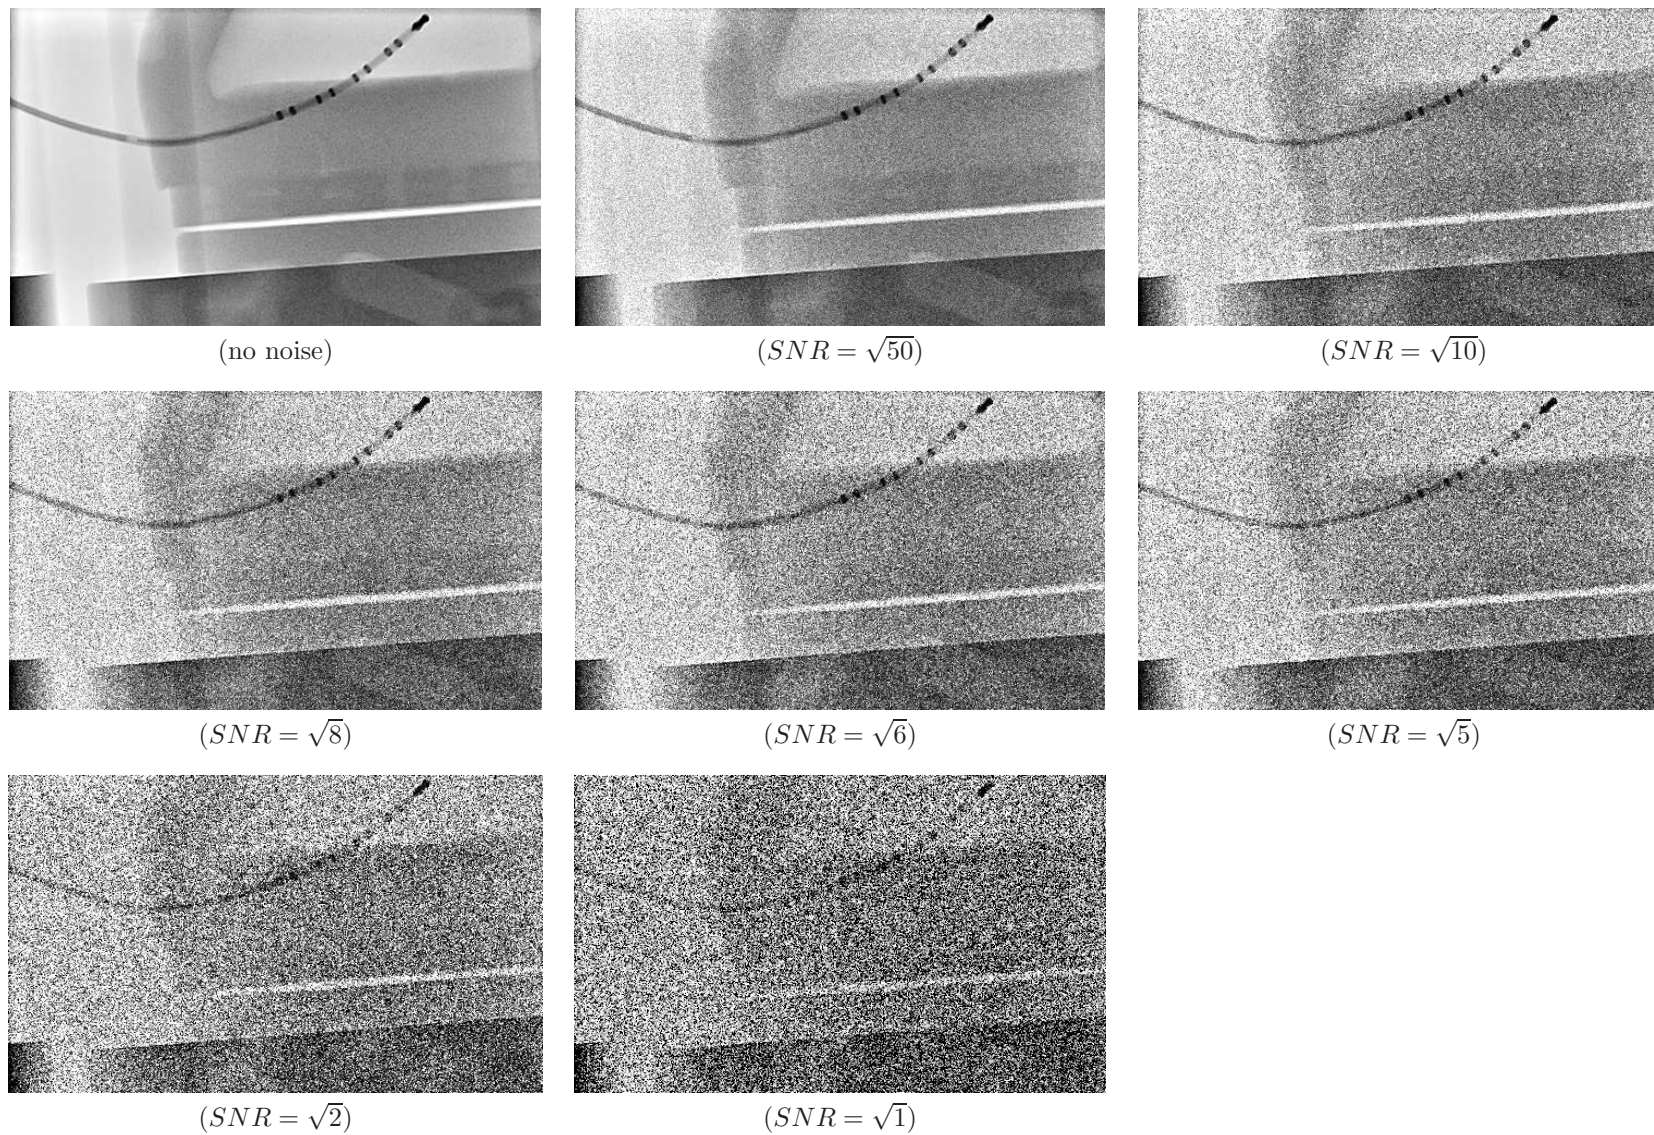 (no noise)
(SNR = √50)
(SNR = √10)
(SNR = √8)
(SNR = √6)
(SNR = √5)
(SNR = √2)
(SNR = √1)